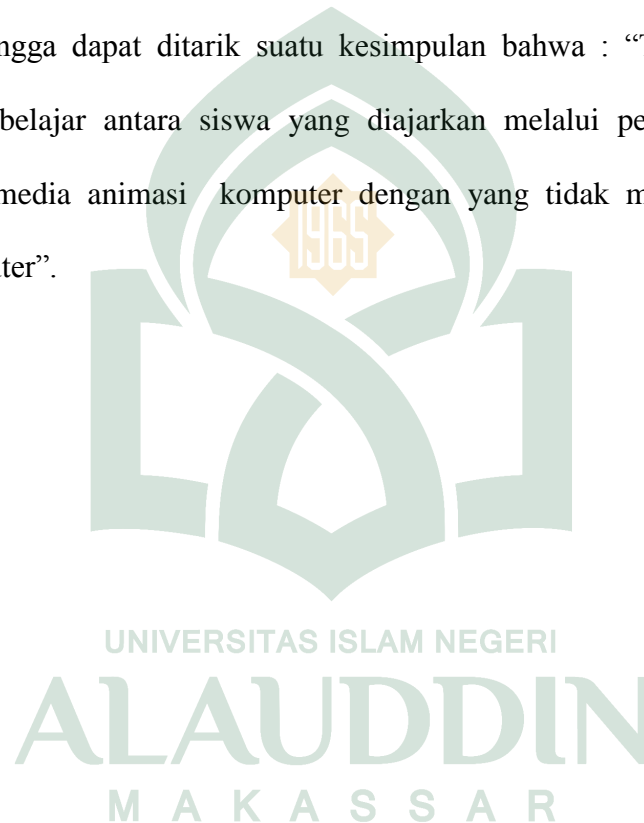 ngga dapat ditarik suatu kesimpulan bahwa : “T
belajar antara siswa yang diajarkan melalui pe
media animasi komputer dengan yang tidak m
ter”.
1965
UNIVERSITAS ISLAM NEGERI
ALAUDDIN
MAKASSAR